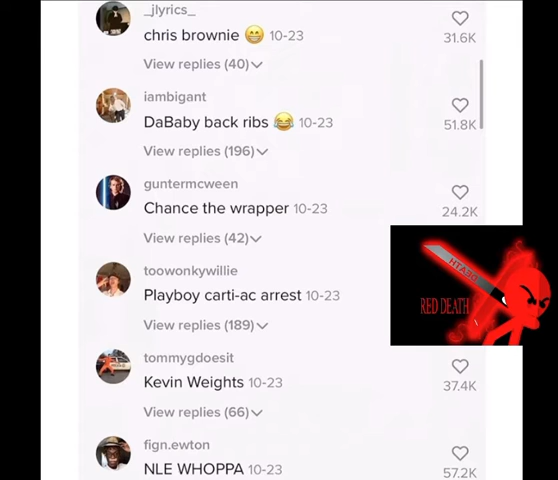 _jlyrics_
chris brownie 😁 10-23
31.6K
View replies (40)
iambigant
DaBaby back ribs 😂 10-23
51.8K
View replies (196)
guntermcween
Chance the wrapper 10-23
24.2K
View replies (42)
toowonkywillie
Playboy carti-ac arrest 10-23
View replies (189)
DEATH
RED DEATH
tommygdoesit
Kevin Weights 10-23
37.4K
View replies (66)
fign.ewton
NLE WHOPPA 10-23
57.2K